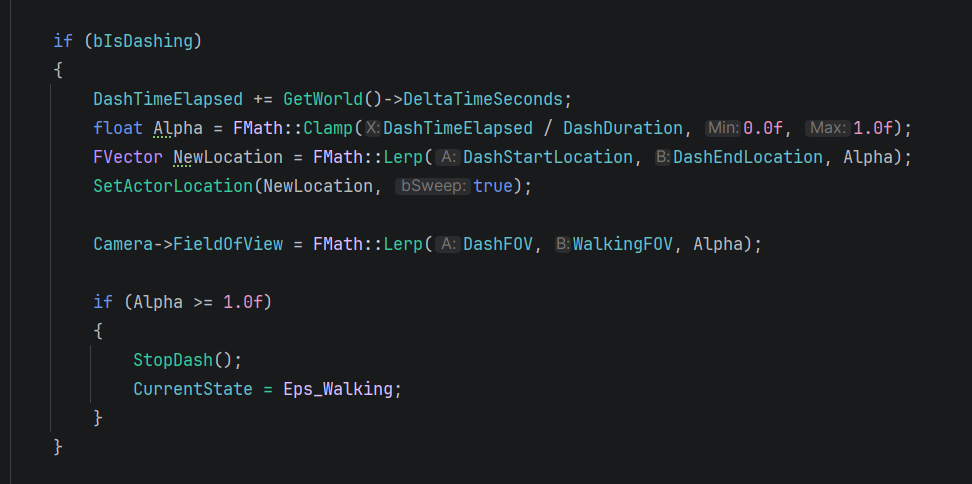 if (bIsDashing)
{
DashTimeElapsed += GetWorld()->DeltaTimeSeconds;
float Alpha = FMath::Clamp( X: DashTimeElapsed / DashDuration, Min: 0.0f, Max: 1.0f);
FVector NewLocation = FMath::Lerp( A: DashStartLocation, B: DashEndLocation, Alpha);
SetActorLocation(NewLocation, bSweep: true);
Camera->FieldOfView = FMath::Lerp( A: DashFOV, B: WalkingFOV, Alpha);
if (Alpha >= 1.0f)
{
StopDash();
CurrentState = Eps_Walking;
}
}